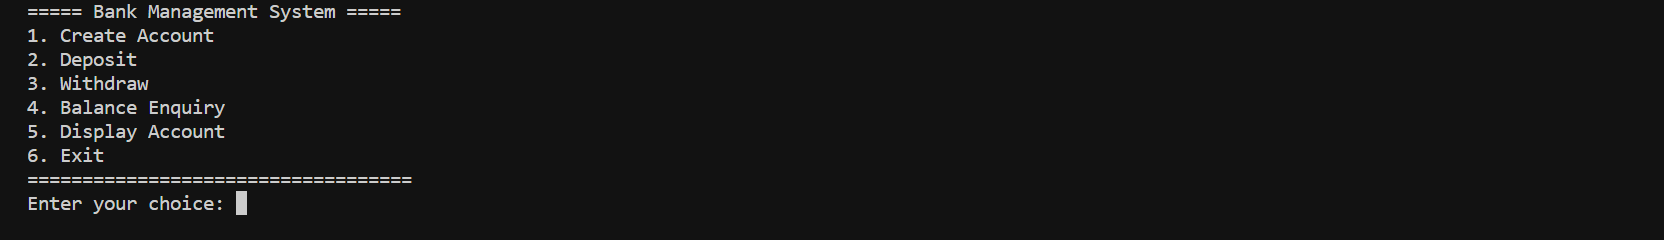 ===== Bank Management System =====
1. Create Account
2. Deposit
3. Withdraw
4. Balance Enquiry
5. Display Account
6. Exit
===================================
Enter your choice: